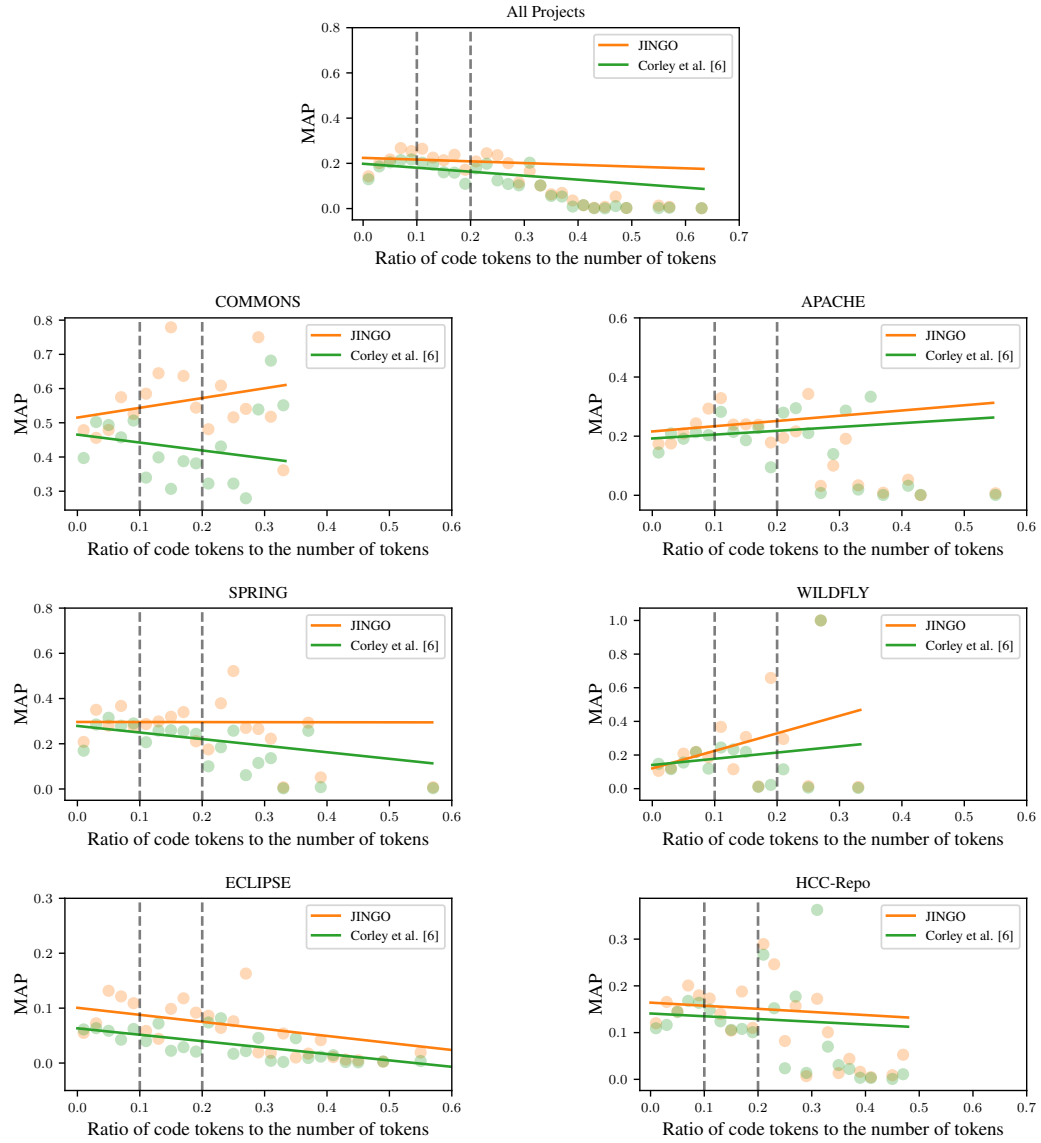 All Projects
0.8
0.6
0.4
0.2
0.0
MAP
JINGO
Corley et al. [6]
0.0 0.1 0.2 0.3 0.4 0.5 0.6 0.7
Ratio of code tokens to the number of tokens
COMMONS
0.8
0.7
0.6
0.5
0.4
0.3
MAP
JINGO
Corley et al. [6]
0.0 0.1 0.2 0.3 0.4 0.5 0.6
Ratio of code tokens to the number of tokens
APACHE
0.6
0.4
0.2
0.0
MAP
JINGO
Corley et al. [6]
0.0 0.1 0.2 0.3 0.4 0.5 0.6
Ratio of code tokens to the number of tokens
SPRING
0.8
0.6
0.4
0.2
0.0
MAP
JINGO
Corley et al. [6]
0.0 0.1 0.2 0.3 0.4 0.5 0.6
Ratio of code tokens to the number of tokens
WILDFLY
1.0
0.8
0.6
0.4
0.2
0.0
MAP
JINGO
Corley et al. [6]
0.0 0.1 0.2 0.3 0.4 0.5 0.6
Ratio of code tokens to the number of tokens
ECLIPSE
0.3
0.2
0.1
0.0
MAP
JINGO
Corley et al. [6]
0.0 0.1 0.2 0.3 0.4 0.5 0.6
Ratio of code tokens to the number of tokens
HCC-Repo
0.3
0.2
0.1
0.0
MAP
JINGO
Corley et al. [6]
0.0 0.1 0.2 0.3 0.4 0.5 0.6 0.7
Ratio of code tokens to the number of tokens